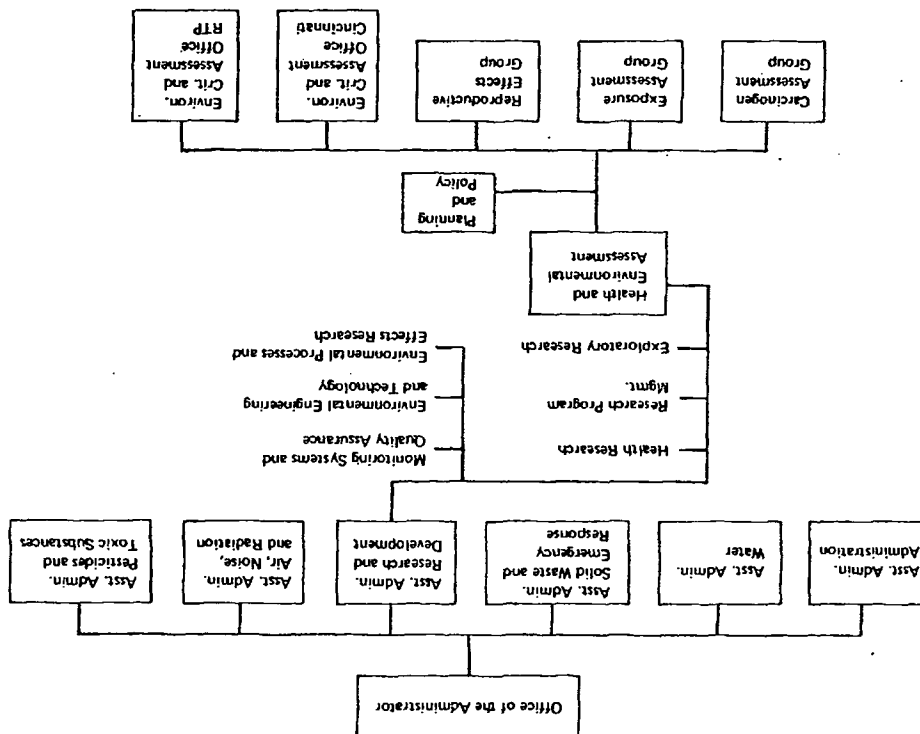 Office of the Administrator
Asst. Admin.
Administration
Asst. Admin.
Water
Asst. Admin.
Solid Waste and
Emergency
Response
Asst. Admin.
Research and
Development
Asst. Admin.
Air, Noise,
and Radiation
Asst. Admin.
Pesticides and
Toxic Substances
Health Research
Research Program
Mgmt.
Exploratory Research
Monitoring and Systems and
Quality Assurance
Environmental Engineering
and Technology
Environmental Processes and
Effects Research
Health and
Environmental
Assessment
Planning
and
Policy
Carcinogen
Assessment
Group
Exposure
Assessment
Group
Reproductive
Effects
Group
Environ.
Crit. and
Assessment
Office
Cincinnati
Environ.
Crit. and
Assessment
Office
RTP